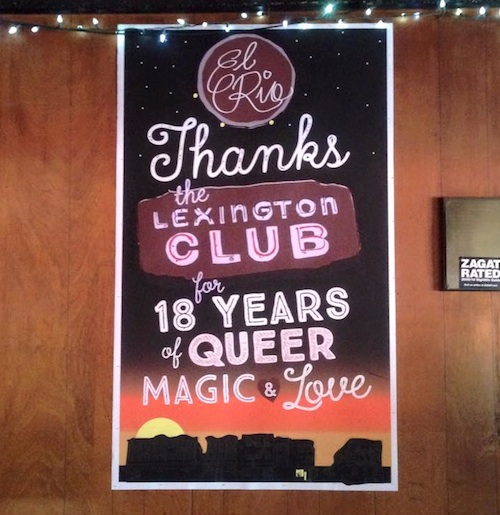 El
Rio
Thanks
the
LEXINGTON
CLUB
for
18 YEARS
of QUEER
MAGIC & Love
ZAGAT
RATED